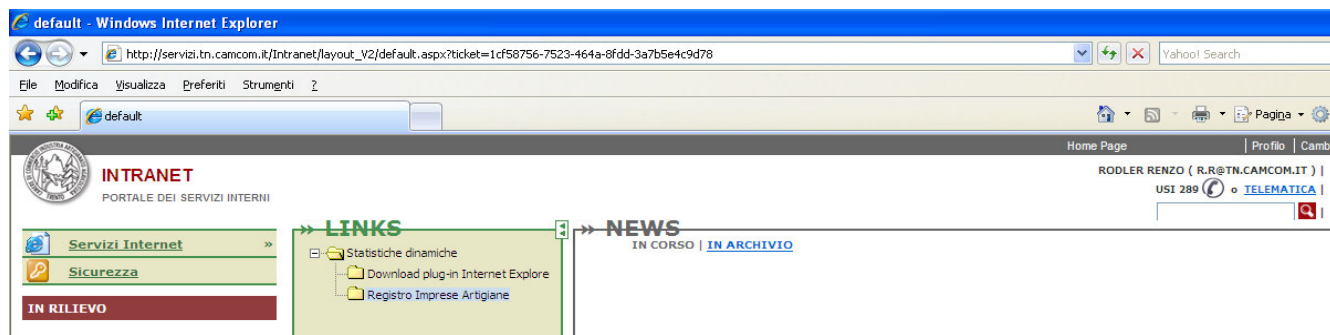 default - Windows Internet Explorer
http://servizi.tn.camcom.it/Intranet/layout_V2/default.aspx?ticket=1cf58756-7523-464a-8fdd-3a7b5e4c9d78
Yahoo! Search
File Modifica Visualizza Preferiti Strumenti ?
default
Pagina
Home Page | Profilo | Camb
INTRANET
PORTALE DEI SERVIZI INTERNI
RODLER RENZO ( R.R@TN.CAMCOM.IT ) |
USI 289 o TELEMATICA |
Servizi Internet »
Sicurezza
IN RILIEVO
» LINKS
Statistiche dinamiche
Download plug-in Internet Explore
Registro Imprese Artigiane
» NEWS
IN CORSO | IN ARCHIVIO